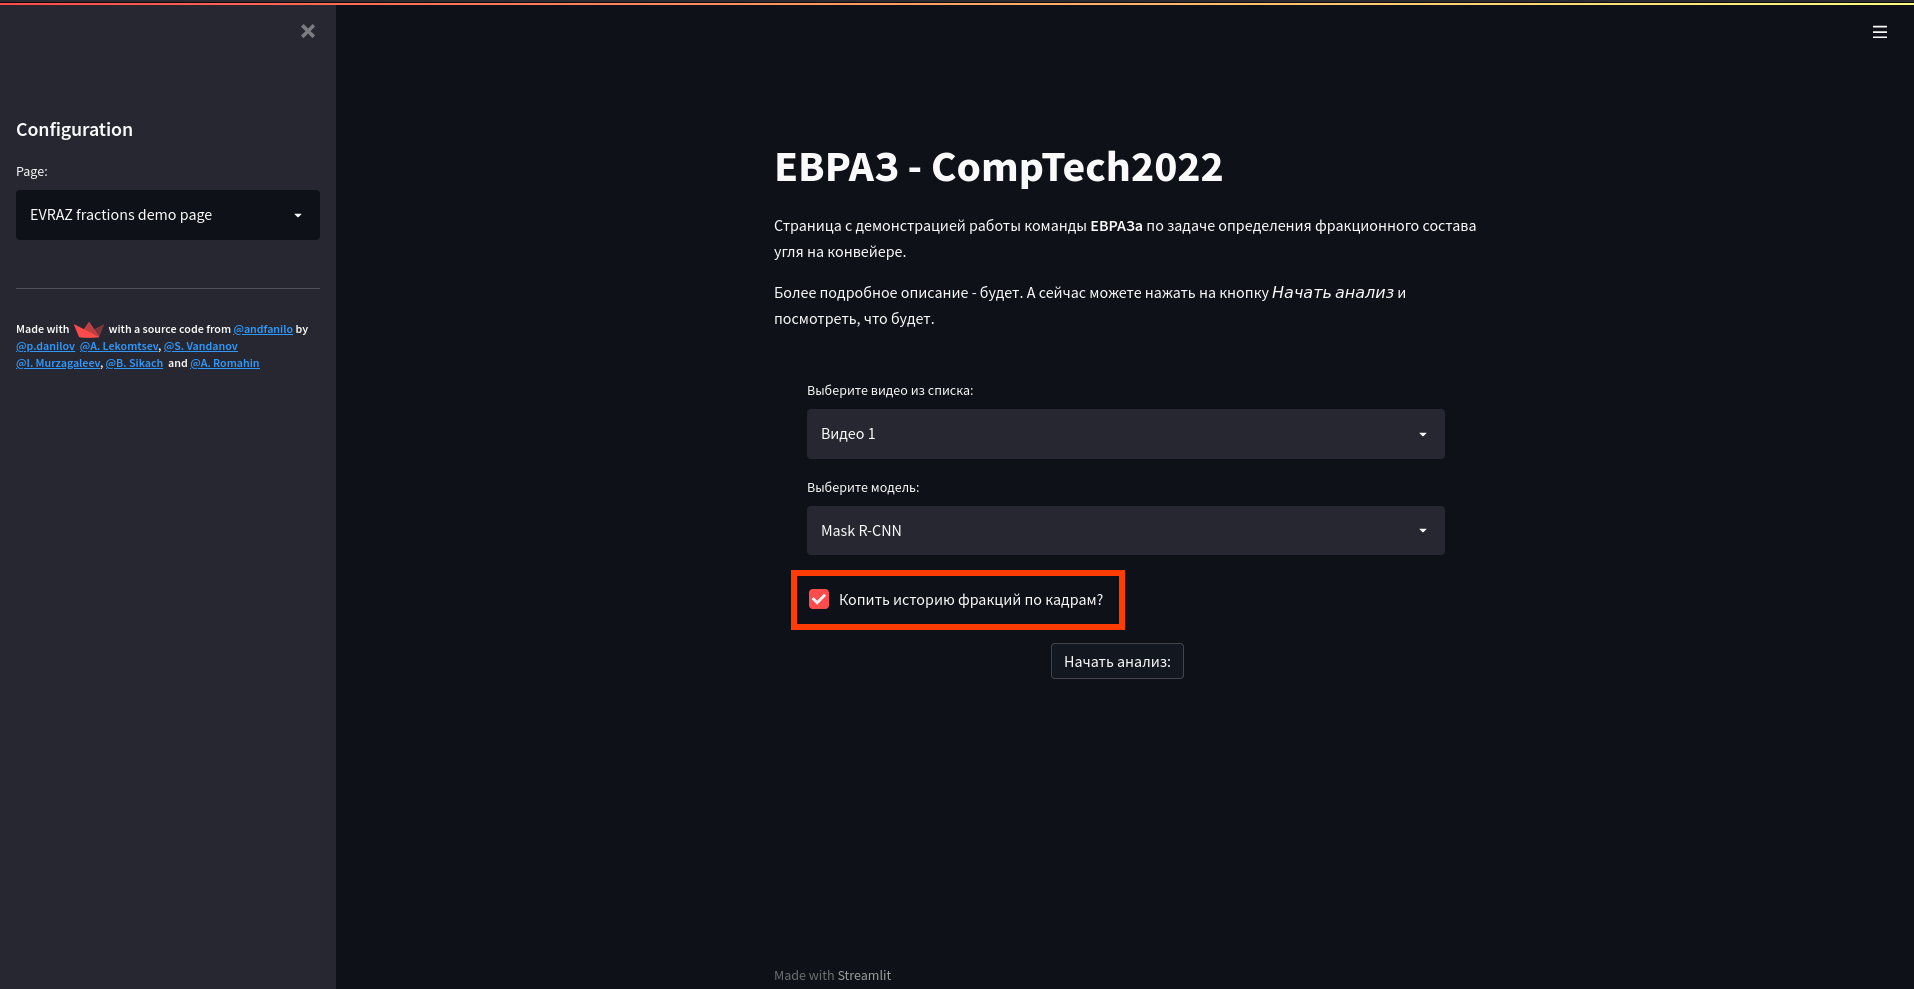 Configuration
Page:
EVRAZ fractions demo page
Made with with a source code from @andfanilo by
@p.danilov @A. Lekomtsev, @S. Vandanov
@I. Murzagaleev, @B. Sikach and @A. Romahin
ЕВРАЗ - CompTech2022
Страница с демонстрацией работы команды ЕВРАЗа по задаче определения фракционного состава
угля на конвейере.
Более подробное описание - будет. А сейчас можете нажать на кнопку Начать анализ и
посмотреть, что будет.
Выберите видео из списка:
Видео 1
Выберите модель:
Mask R-CNN
Копить историю фракций по кадрам?
Начать анализ:
Made with Streamlit